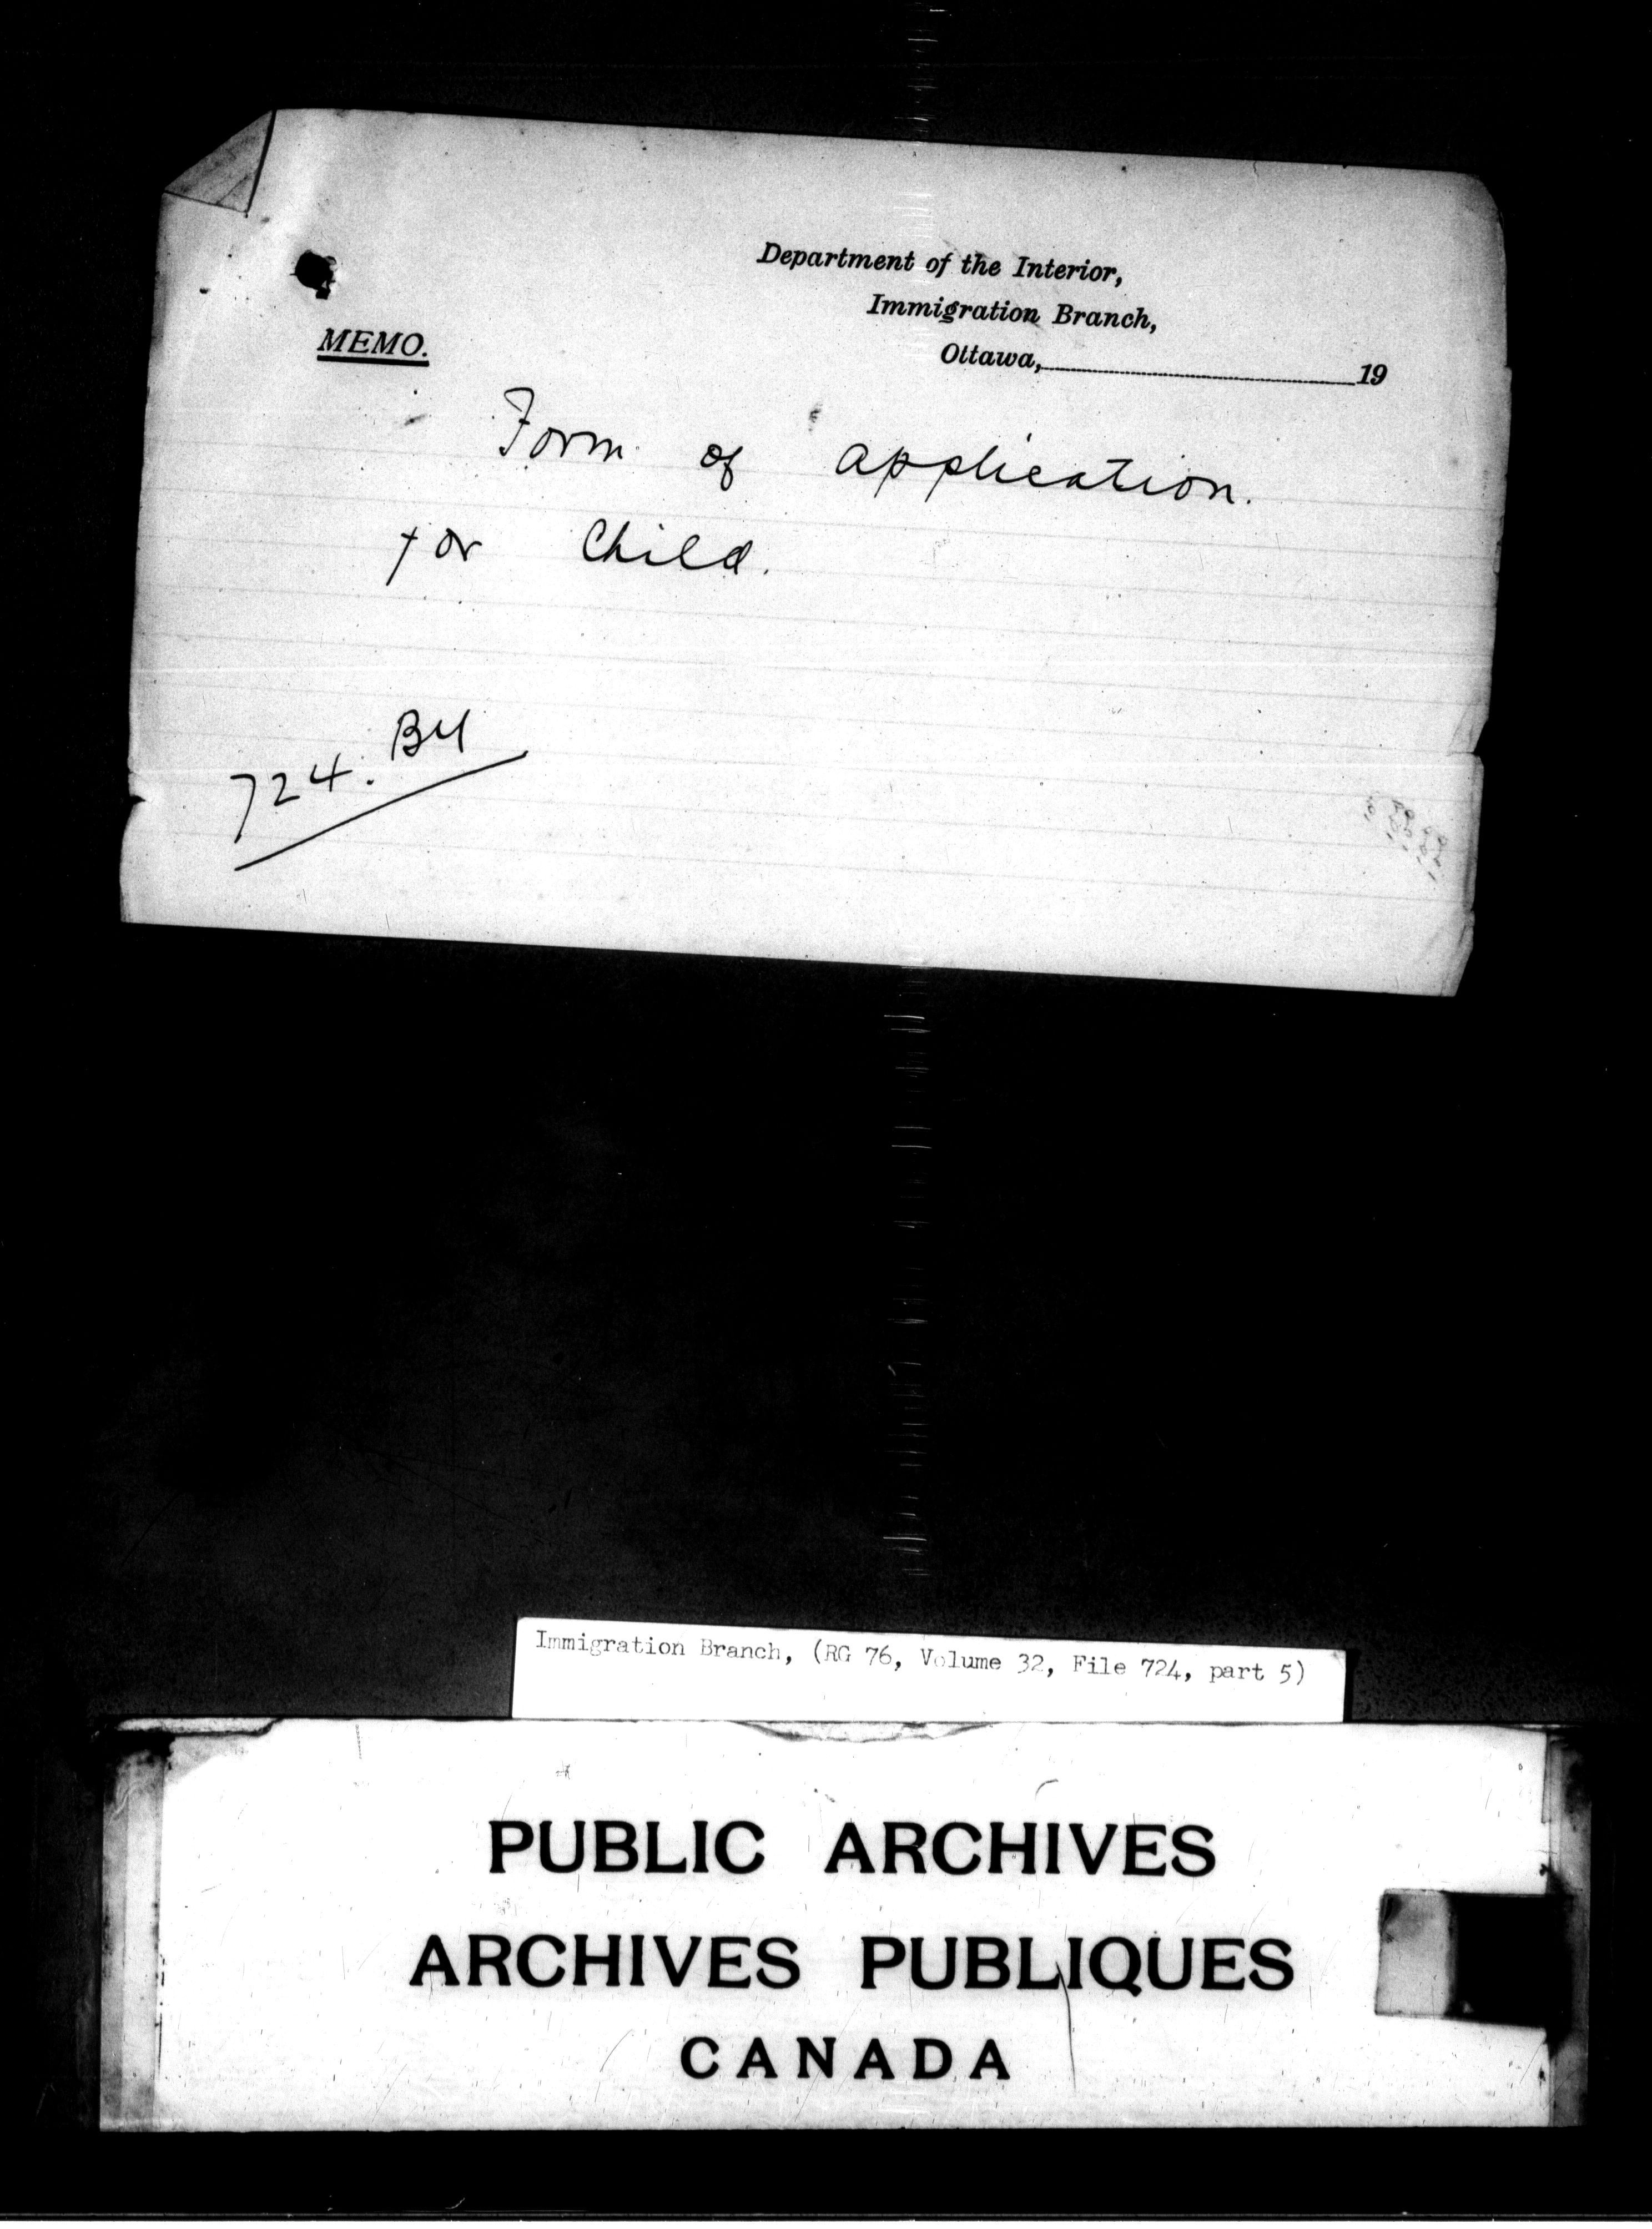 Department of the Interior,
Immigration Branch,
MEMO.
Ottawa, 19
Form of application.
for Child.
724. B4
Immigration Branch, (RG 76, Volume 32, File 724, part 5)
PUBLIC ARCHIVES
ARCHIVES PUBLIQUES
CANADA